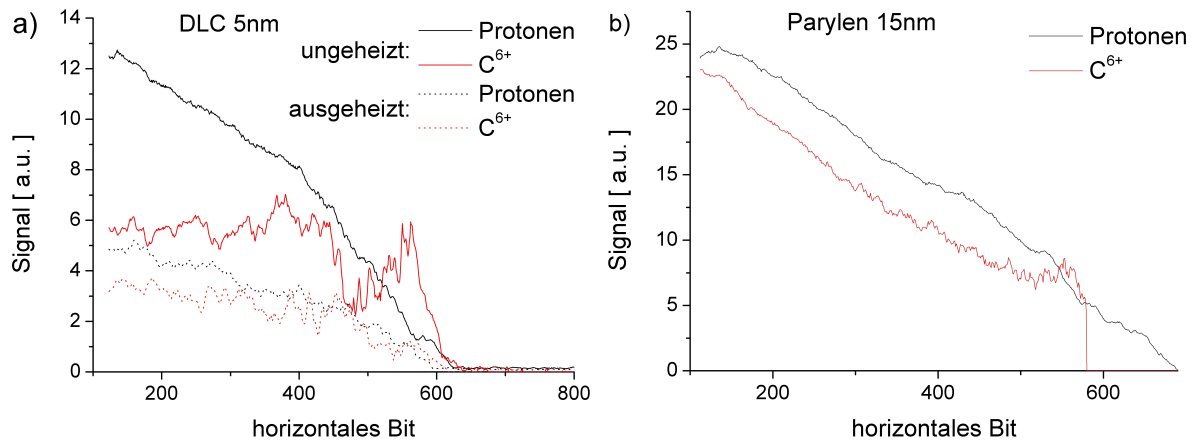 a)
DLC 5nm
ungeheizt:
Protonen
C6+
ausgeheizt:
Protonen
C6+
Signal [ a.u. ]
14
12
10
8
6
4
2
0
200
400
600
800
horizontales Bit
b)
Parylen 15nm
Protonen
C6+
Signal [ a.u. ]
25
20
15
10
5
0
200
400
600
horizontales Bit